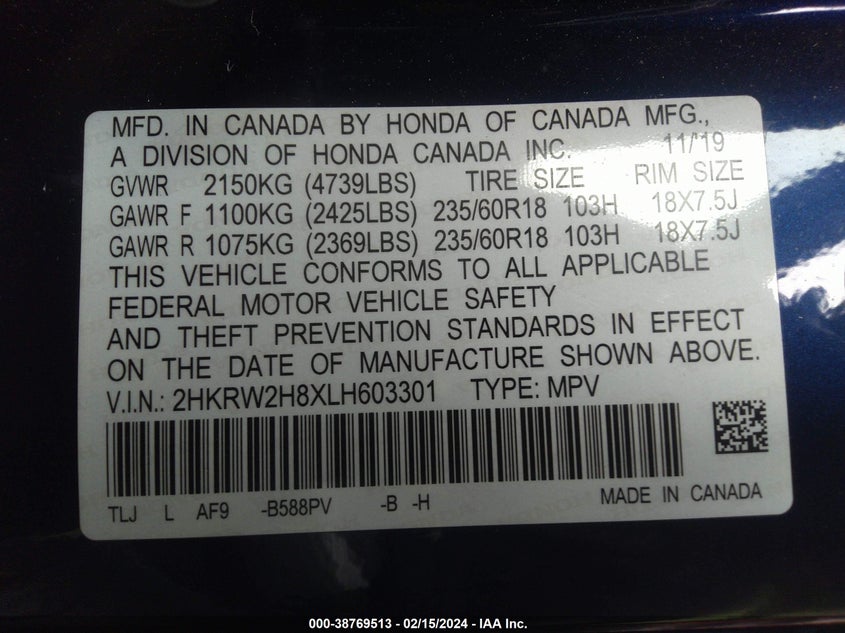 MFD. IN CANADA BY HONDA OF CANADA MFG.,
A DIVISION OF HONDA CANADA INC. 11/'19
GVWR 2150KG (4739LBS) TIRE SIZE RIM SIZE
GAWR F 1100KG (2425LBS) 235/60R18 103H 18X7.5J
GAWR R 1075KG (2369LBS) 235/60R18 103H 18X7.5J
THIS VEHICLE CONFORMS TO ALL APPLICABLE
FEDERAL MOTOR VEHICLE SAFETY
AND THEFT PREVENTION STANDARDS IN EFFECT
ON THE DATE OF MANUFACTURE SHOWN ABOVE.
V.I.N.: 2HKRW2H8XLH603301 TYPE: MPV
TLJ L AF9 -B588PV -B -H MADE IN CANADA
000-38769513 - 02/15/2024 - IAA Inc.